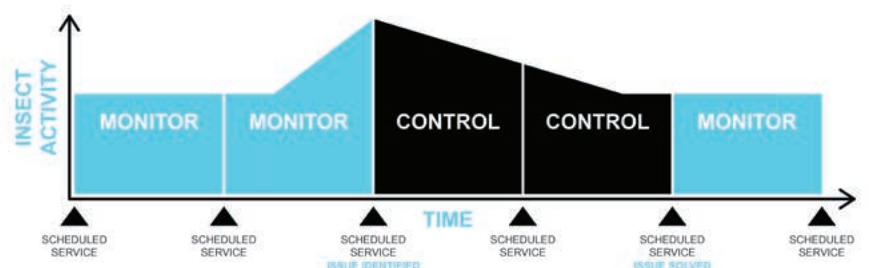 INSECT
ACTIVITY
MONITOR
MONITOR
CONTROL
CONTROL
MONITOR
TIME
SCHEDULED
SERVICE
SCHEDULED
SERVICE
SCHEDULED
SERVICE
ISSUE IDENTIFIED
SCHEDULED
SERVICE
SCHEDULED
SERVICE
ISSUE SOLVED
SCHEDULED
SERVICE